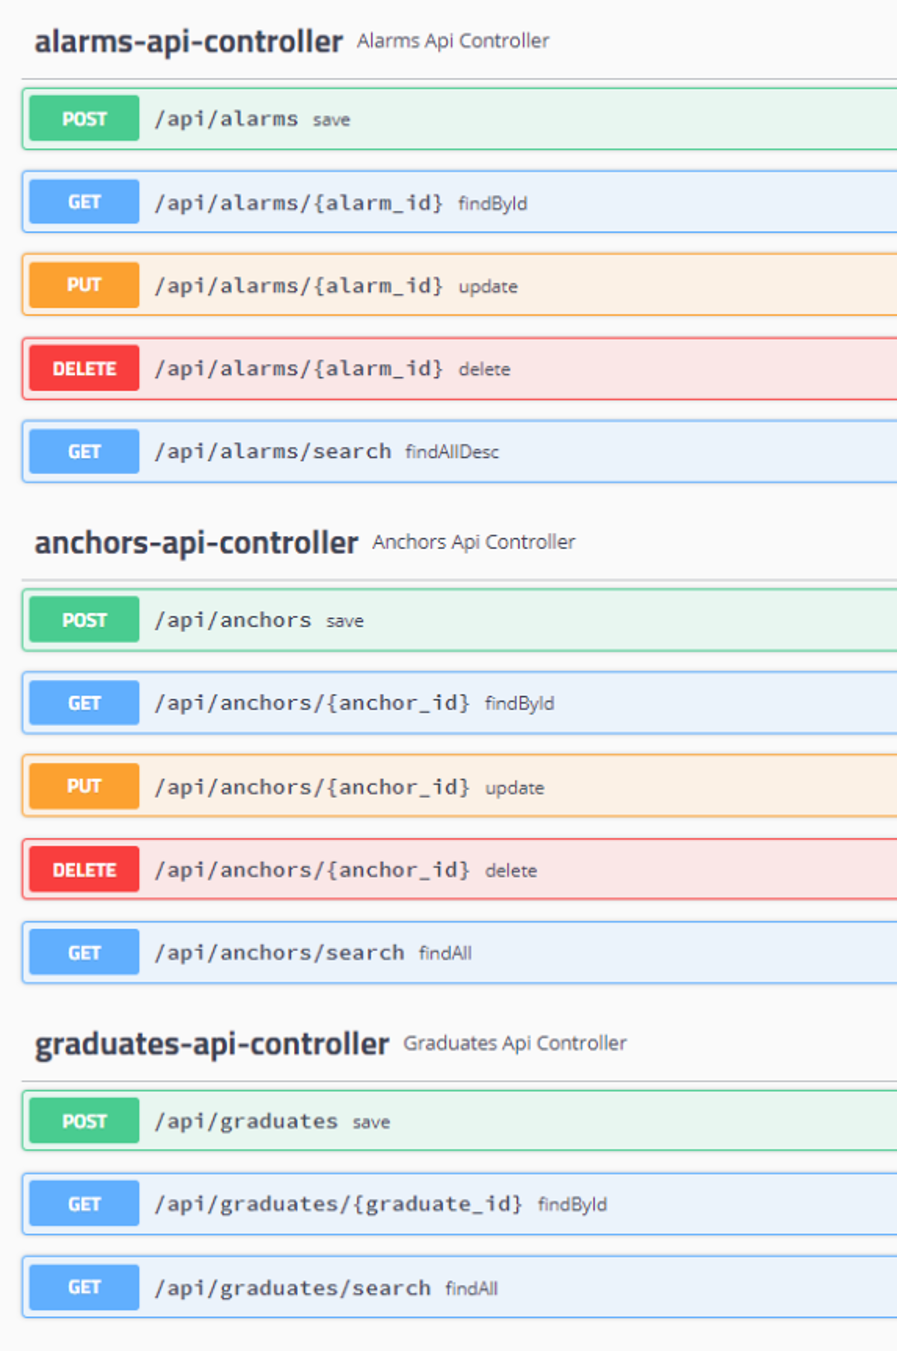 alarms-api-controller Alarms Api Controller
POST /api/alarms save
GET /api/alarms/{alarm_id} findById
PUT /api/alarms/{alarm_id} update
DELETE /api/alarms/{alarm_id} delete
GET /api/alarms/search findAllDesc
anchors-api-controller Anchors Api Controller
POST /api/anchors save
GET /api/anchors/{anchor_id} findById
PUT /api/anchors/{anchor_id} update
DELETE /api/anchors/{anchor_id} delete
GET /api/anchors/search findAll
graduates-api-controller Graduates Api Controller
POST /api/graduates save
GET /api/graduates/{graduate_id} findById
GET /api/graduates/search findAll